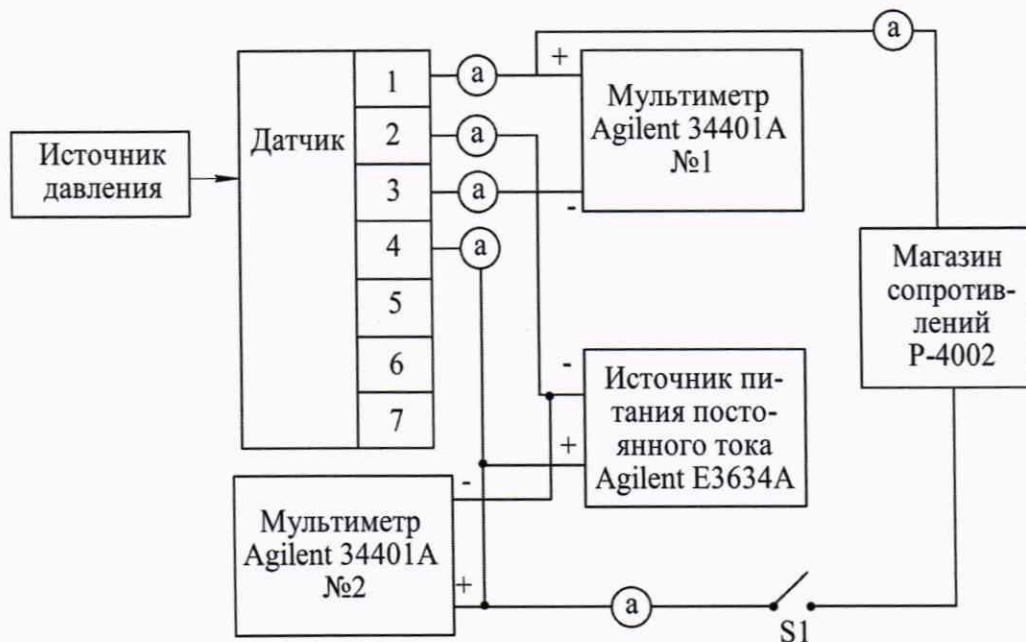 a
+
Мультиметр
Agilent 34401A
№1
-
Датчик
1
a
2
a
3
a
4
a
5
6
7
Источник
давления
Магазин
сопротив-
лений
Р-4002
-
Источник пи-
тания посто-
янного тока
Agilent E3634A
+
-
Мультиметр
Agilent 34401A
№2
+
a
S1